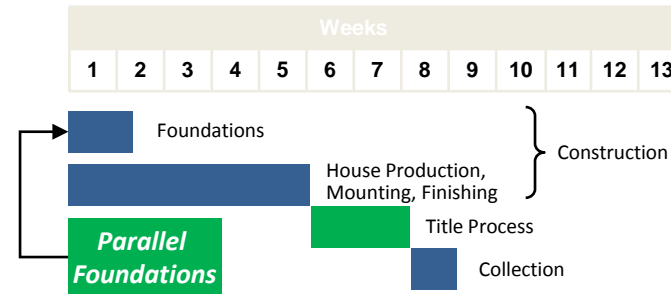 Weeks
1 2 3 4 5 6 7 8 9 10 11 12 13
Foundations
House Production,
Mounting, Finishing
Construction
Parallel
Foundations
Title Process
Collection